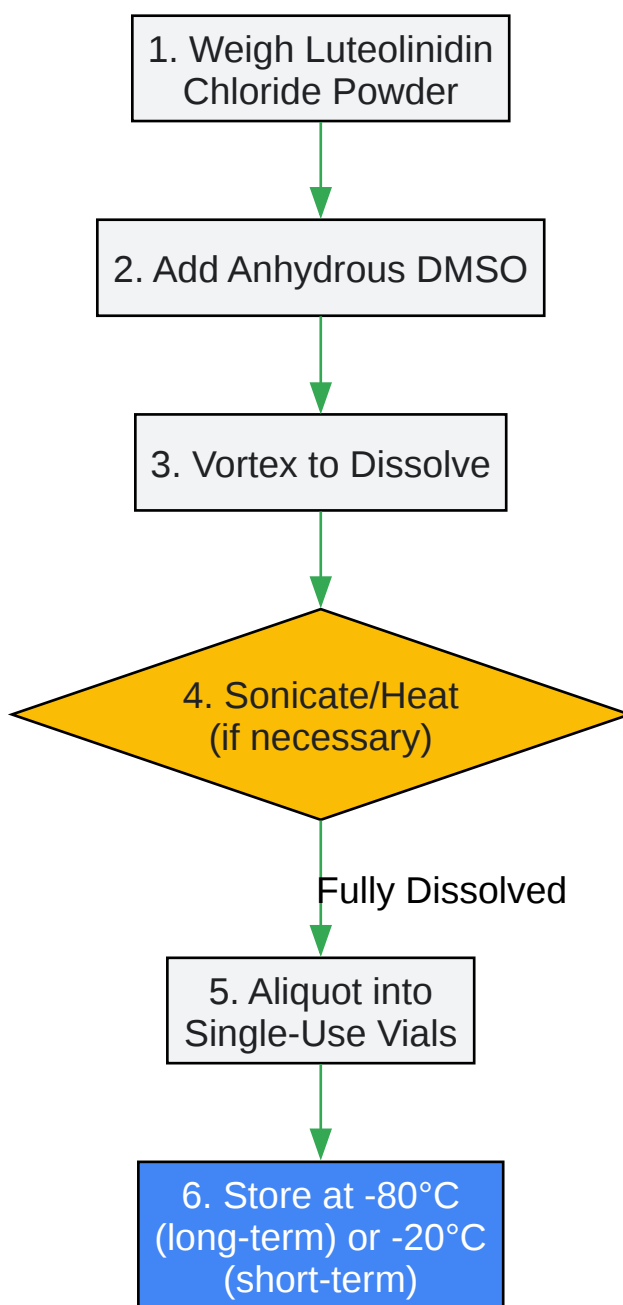 1. Weigh Luteolinidin
Chloride Powder
2. Add Anhydrous DMSO
3. Vortex to Dissolve
4. Sonicate/Heat
(if necessary)
Fully Dissolved
5. Aliquot into
Single-Use Vials
6. Store at -80°C
(long-term) or -20°C
(short-term)